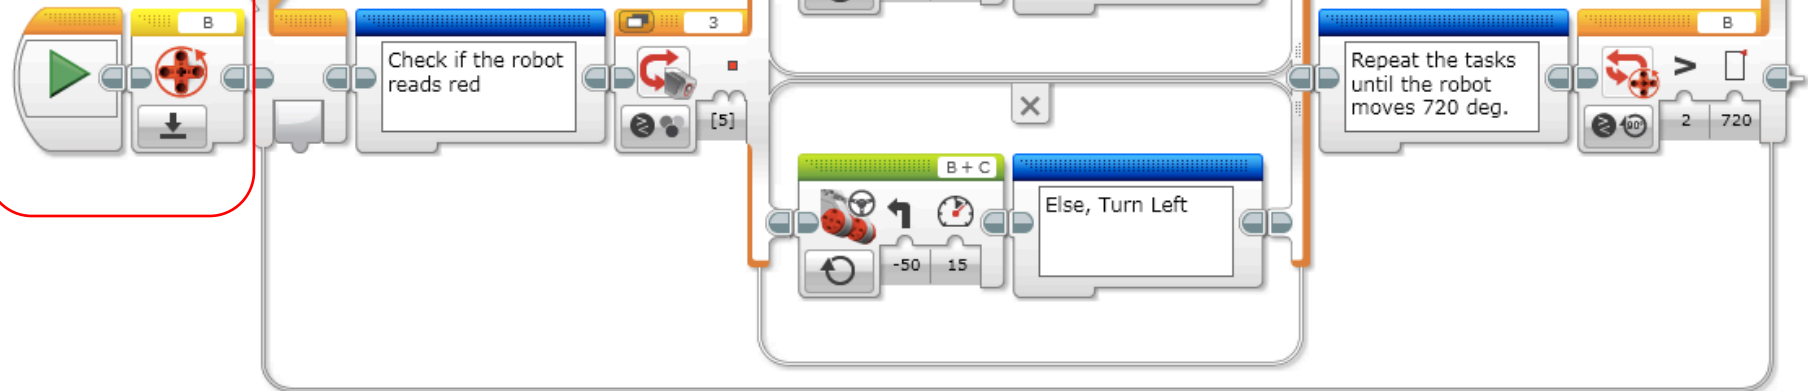 B
Check if the robot
reads red
3
[5]
B + C
-50 15
Else, Turn Left
Repeat the tasks
until the robot
moves 720 deg.
B
>
90°
2 720